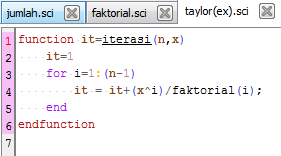 jumlah.sci faktorial.sci taylor(ex).sci
1 function it=iterasi(n,x)
2 it=1
3 for i=1:(n-1)
4 it = it+(x^i)/faktorial(i);
5 end
6 endfunction
7